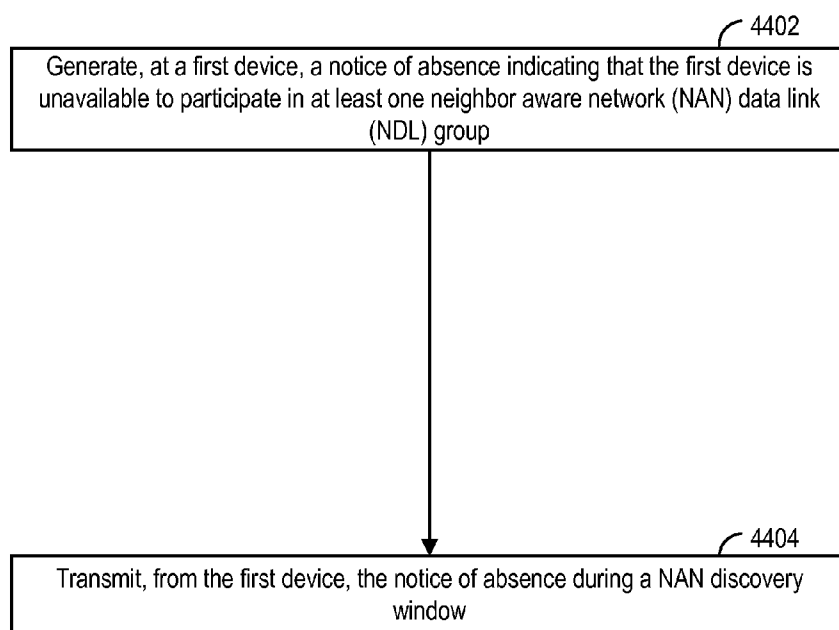 4402
Generate, at a first device, a notice of absence indicating that the first device is
unavailable to participate in at least one neighbor aware network (NAN) data link
(NDL) group
4404
Transmit, from the first device, the notice of absence during a NAN discovery
window